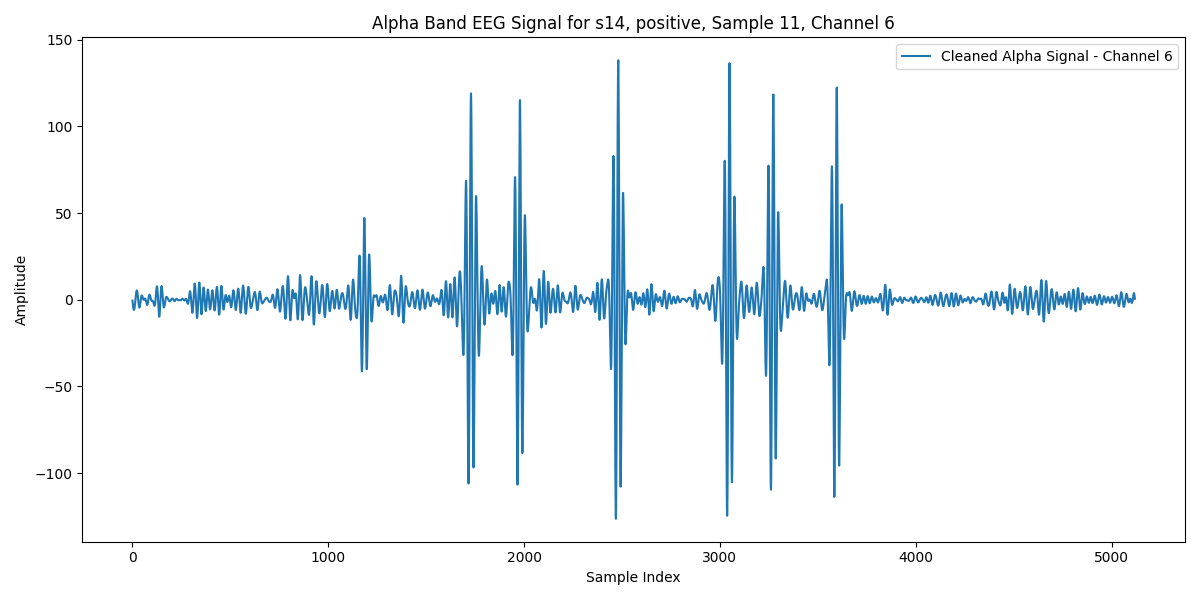 Alpha Band EEG Signal for s14, positive, Sample 11, Channel 6
Cleaned Alpha Signal - Channel 6
Amplitude
150
100
50
0
−50
−100
0 1000 2000 3000 4000 5000
Sample Index